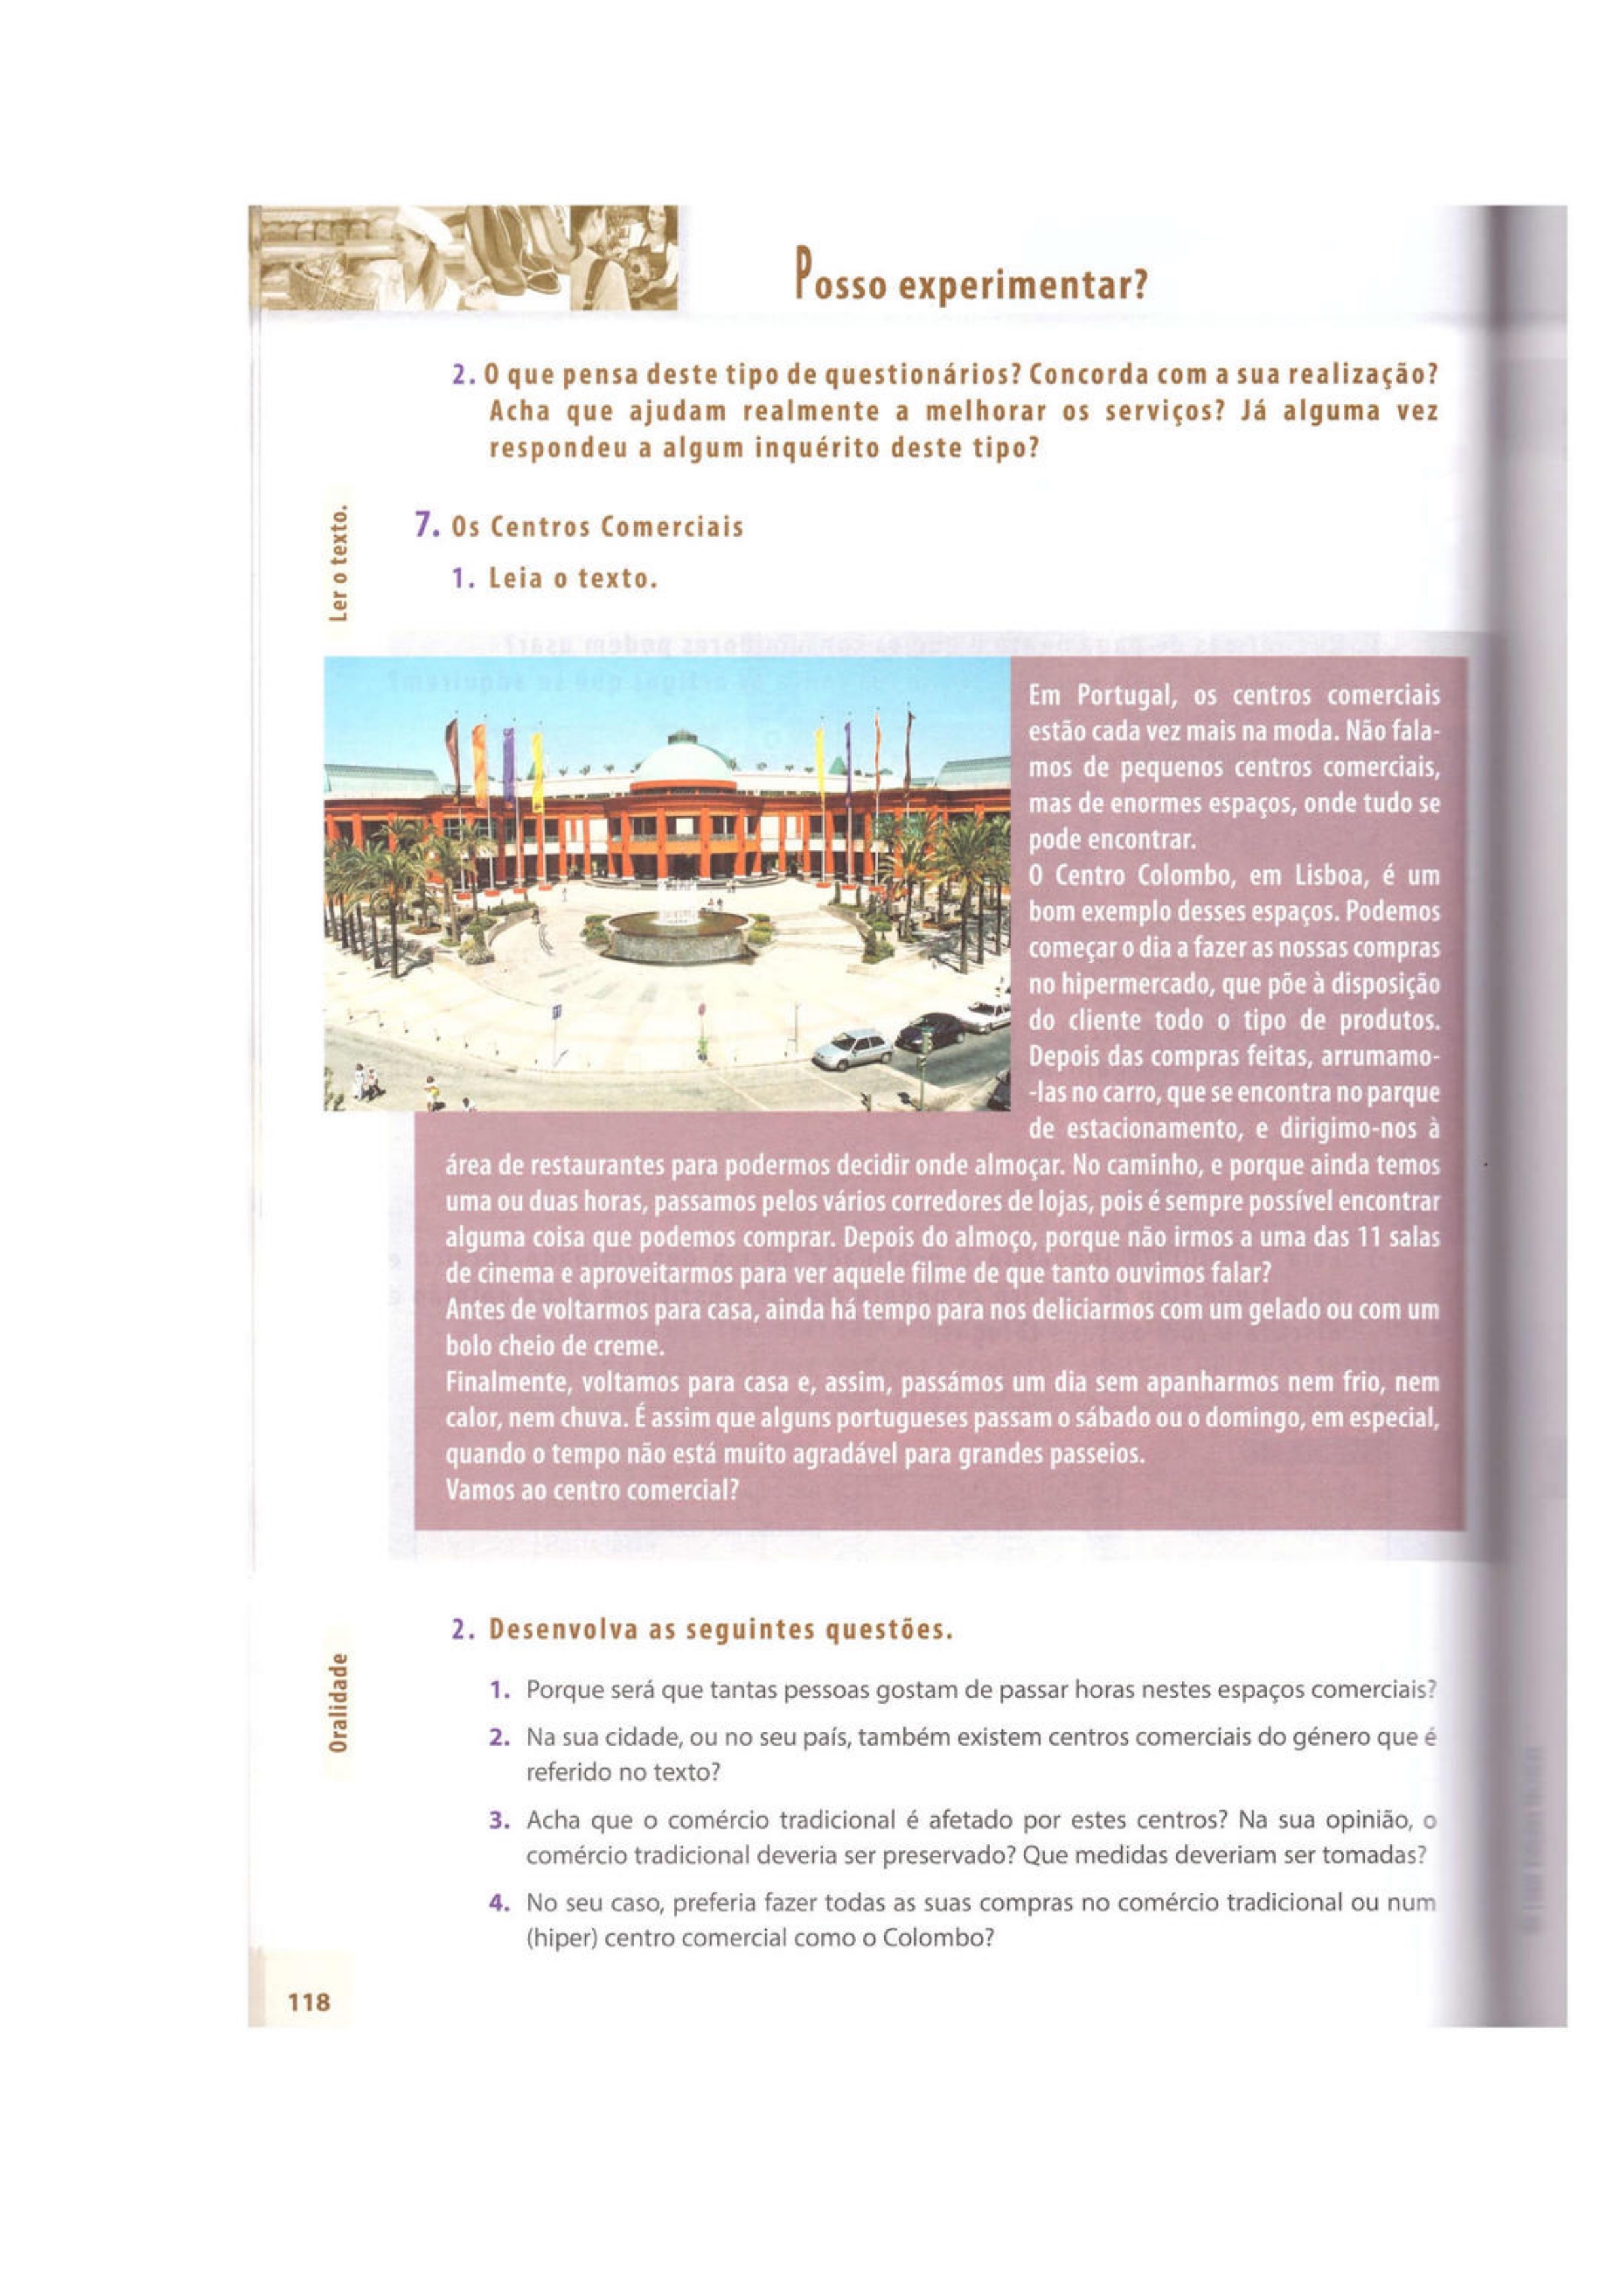 Posso experimentar?
2. O que pensa deste tipo de questionários? Concorda com a sua realização?
Acha que ajudam realmente a melhorar os serviços? Já alguma vez
respondeu a algum inquérito deste tipo?
Ler o texto.
7. Os Centros Comerciais
1. Leia o texto.
Em Portugal, os centros comerciais
estão cada vez mais na moda. Não fala-
mos de pequenos centros comerciais,
mas de enormes espaços, onde tudo se
pode encontrar.
O Centro Colombo, em Lisboa, é um
bom exemplo desses espaços. Podemos
começar o dia a fazer as nossas compras
no hipermercado, que põe à disposição
do cliente todo o tipo de produtos.
Depois das compras feitas, arrumamo-
-las no carro, que se encontra no parque
de estacionamento, e dirigimo-nos à
área de restaurantes para podermos decidir onde almoçar. No caminho, e porque ainda temos
uma ou duas horas, passamos pelos vários corredores de lojas, pois é sempre possível encontrar
alguma coisa que podemos comprar. Depois do almoço, porque não irmos a uma das 11 salas
de cinema e aproveitarmos para ver aquele filme de que tanto ouvimos falar?
Antes de voltarmos para casa, ainda há tempo para nos deliciarmos com um gelado ou com um
bolo cheio de creme.
Finalmente, voltamos para casa e, assim, passámos um dia sem apanharmos nem frio, nem
calor, nem chuva. É assim que alguns portugueses passam o sábado ou o domingo, em especial,
quando o tempo não está muito agradável para grandes passeios.
Vamos ao centro comercial?
Oralidade
2. Desenvolva as seguintes questões.
1. Porque será que tantas pessoas gostam de passar horas nestes espaços comerciais?
2. Na sua cidade, ou no seu país, também existem centros comerciais do género que é
referido no texto?
3. Acha que o comércio tradicional é afetado por estes centros? Na sua opinião, o
comércio tradicional deveria ser preservado? Que medidas deveriam ser tomadas?
4. No seu caso, preferia fazer todas as suas compras no comércio tradicional ou num
(hiper) centro comercial como o Colombo?
118